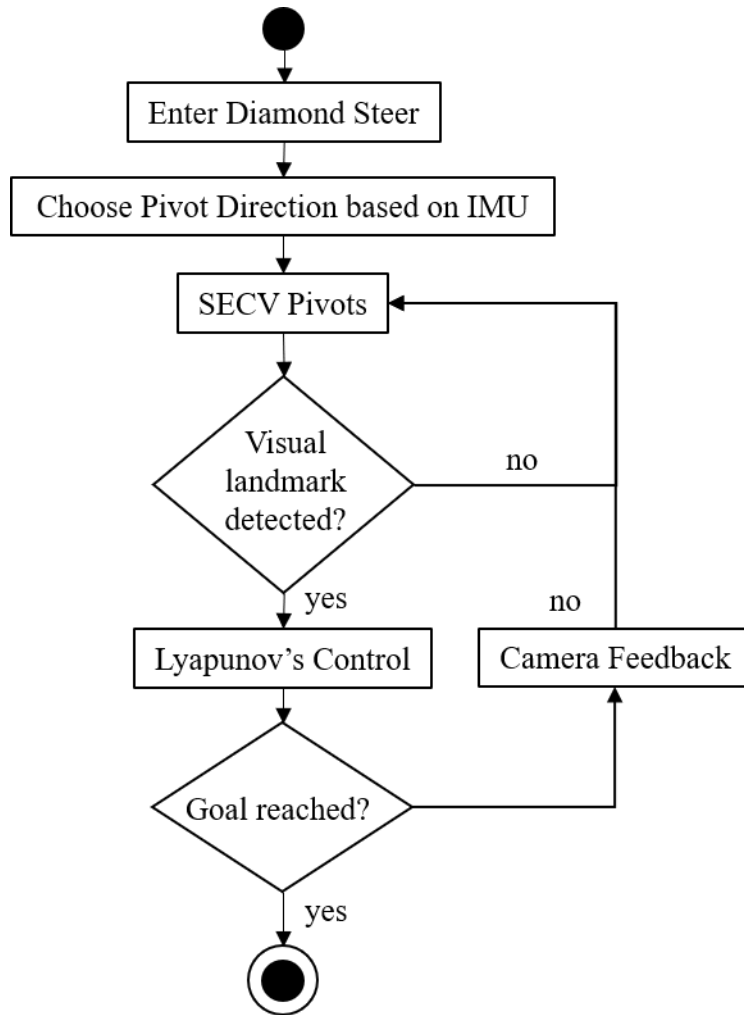 Enter Diamond Steer
Choose Pivot Direction based on IMU
SECV Pivots
Visual
landmark
detected?
no
yes
no
Lyapunov's Control
Camera Feedback
Goal reached?
yes